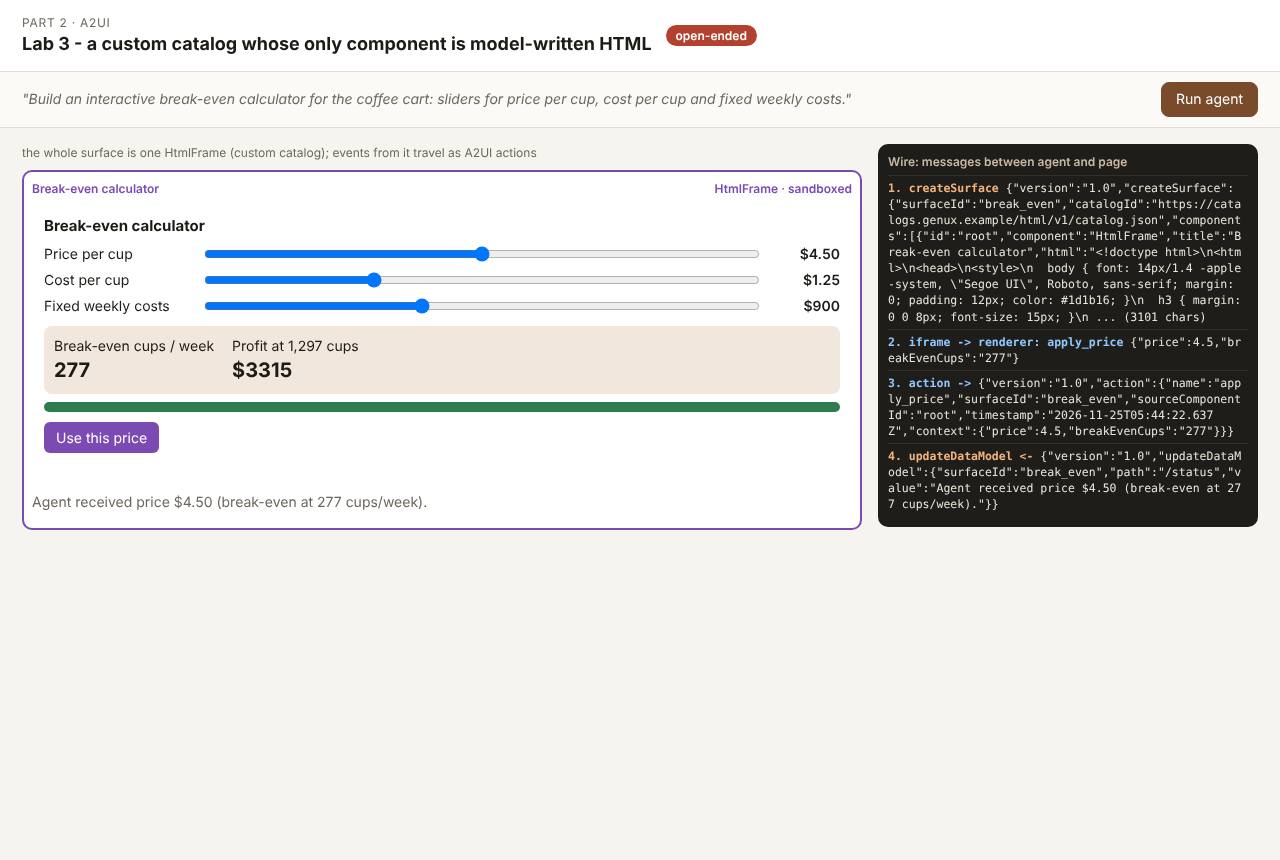 PART 2 · A2UI
Lab 3 - a custom catalog whose only component is model-written HTML
open-ended
"Build an interactive break-even calculator for the coffee cart: sliders for price per cup, cost per cup and fixed weekly costs."
Run agent
the whole surface is one HtmlFrame (custom catalog); events from it travel as A2UI actions
Break-even calculator
HtmlFrame · sandboxed
Break-even calculator
Price per cup
$4.50
Cost per cup
$1.25
Fixed weekly costs
$900
Break-even cups / week
277
Profit at 1,297 cups
$3315
Use this price
Agent received price $4.50 (break-even at 277 cups/week).
Wire: messages between agent and page
1. createSurface {"version":"1.0","createSurface":
{"surfaceId":"break_even","catalogId":"https://cata
logs.genux.example/html/v1/catalog.json","component
s":[{"id":"root","component":"HtmlFrame","title":"B
reak-even calculator","html":"<!doctype html>\n<htm
l>\n<head>\n<style>\n  body { font: 14px/1.4 -apple
-system, \"Segoe UI\", Roboto, sans-serif; margin:
0; padding: 12px; color: #1d1b16; }\n  h3 { margin:
0 0 8px; font-size: 15px; }\n ... (3101 chars)
2. iframe -> renderer: apply_price {"price":4.5,"br
eakEvenCups":"277"}
3. action -> {"version":"1.0","action":{"name":"app
ly_price","surfaceId":"break_even","sourceComponent
Id":"root","timestamp":"2026-11-25T05:44:22.637
Z","context":{"price":4.5,"breakEvenCups":"277"}}}
4. updateDataModel <- {"version":"1.0","updateDataM
odel":{"surfaceId":"break_even","path":"/status","v
alue":"Agent received price $4.50 (break-even at 27
7 cups/week)."}}